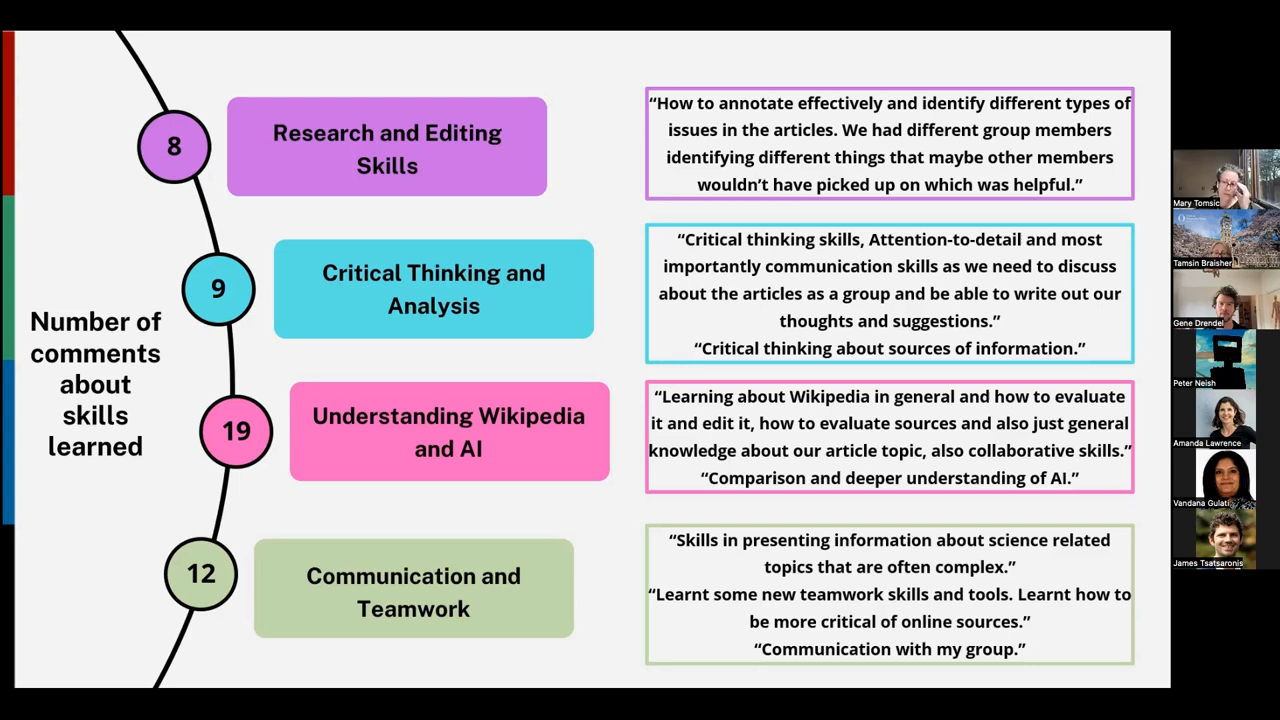 Number of
comments
about
skills
learned
8
Research and Editing
Skills
“How to annotate effectively and identify different types of
issues in the articles. We had different group members
identifying different things that maybe other members
wouldn’t have picked up on which was helpful.”
9
Critical Thinking and
Analysis
“Critical thinking skills, Attention-to-detail and most
importantly communication skills as we need to discuss
about the articles as a group and be able to write out our
thoughts and suggestions.”
“Critical thinking about sources of information.”
19
Understanding Wikipedia
and AI
“Learning about Wikipedia in general and how to evaluate
it and edit it, how to evaluate sources and also just general
knowledge about our article topic, also collaborative skills.”
“Comparison and deeper understanding of AI.”
12
Communication and
Teamwork
“Skills in presenting information about science related
topics that are often complex.”
“Learnt some new teamwork skills and tools. Learnt how to
be more critical of online sources.”
“Communication with my group.”
Mary Tomsic
Tamsin Braisher
Gene Drendel
Peter Neish
Amanda Lawrence
Vandana Gulati
James Tsatsaronis